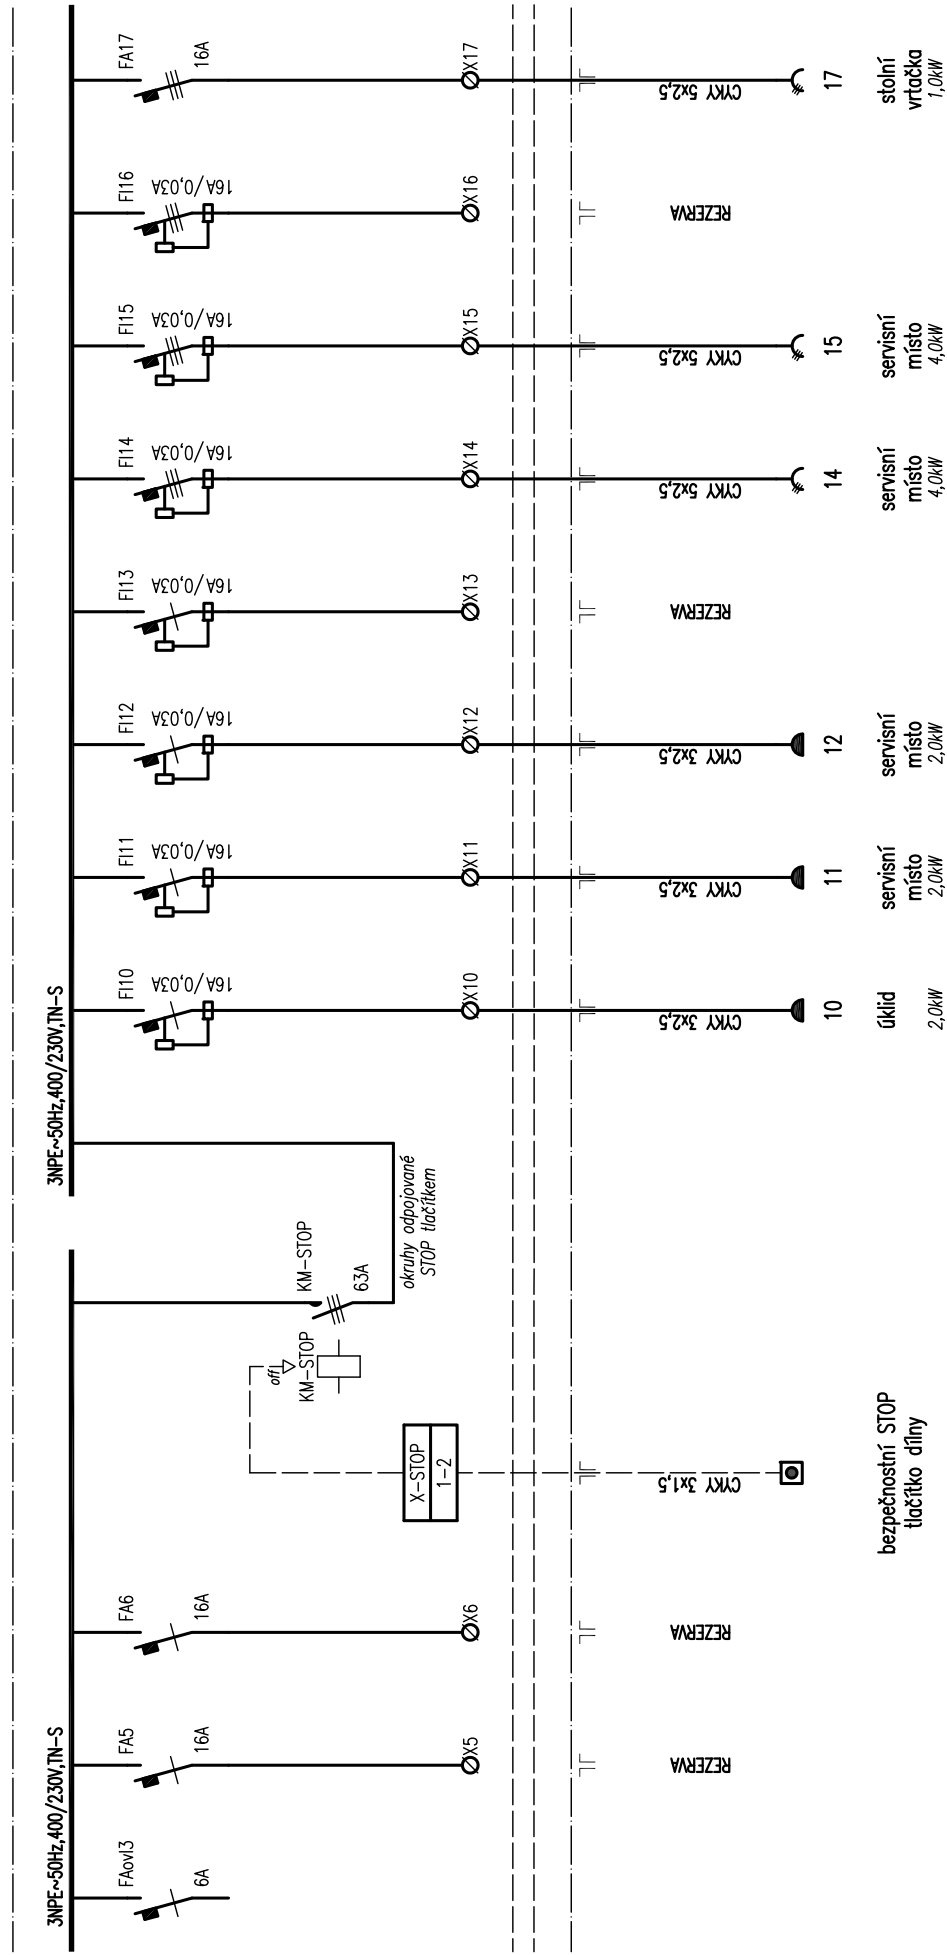 3NPE~50Hz,400/230V,TN-S
FAovl3
6A
FA5
16A
X5
REZERVA
FA6
16A
X6
REZERVA
X-STOP
1-2
CYKY 3x1,5
bezpečnostní STOP
tlačítko dílny
off
KM-STOP
KM-STOP
63A
okruhy odpojované
STOP tlačítkem
3NPE~50Hz,400/230V,TN-S
FI10
16A/0,03A
X10
CYKY 3x2,5
10
úklid
2,0kW
FI11
16A/0,03A
X11
CYKY 3x2,5
11
servisní
místo
2,0kW
FI12
16A/0,03A
X12
CYKY 3x2,5
12
servisní
místo
2,0kW
FI13
16A/0,03A
X13
REZERVA
FI14
16A/0,03A
X14
CYKY 5x2,5
14
servisní
místo
4,0kW
FI15
16A/0,03A
X15
CYKY 5x2,5
15
servisní
místo
4,0kW
FI16
16A/0,03A
X16
REZERVA
FA17
16A
X17
CYKY 5x2,5
17
stolní
vrtačka
1,0kW